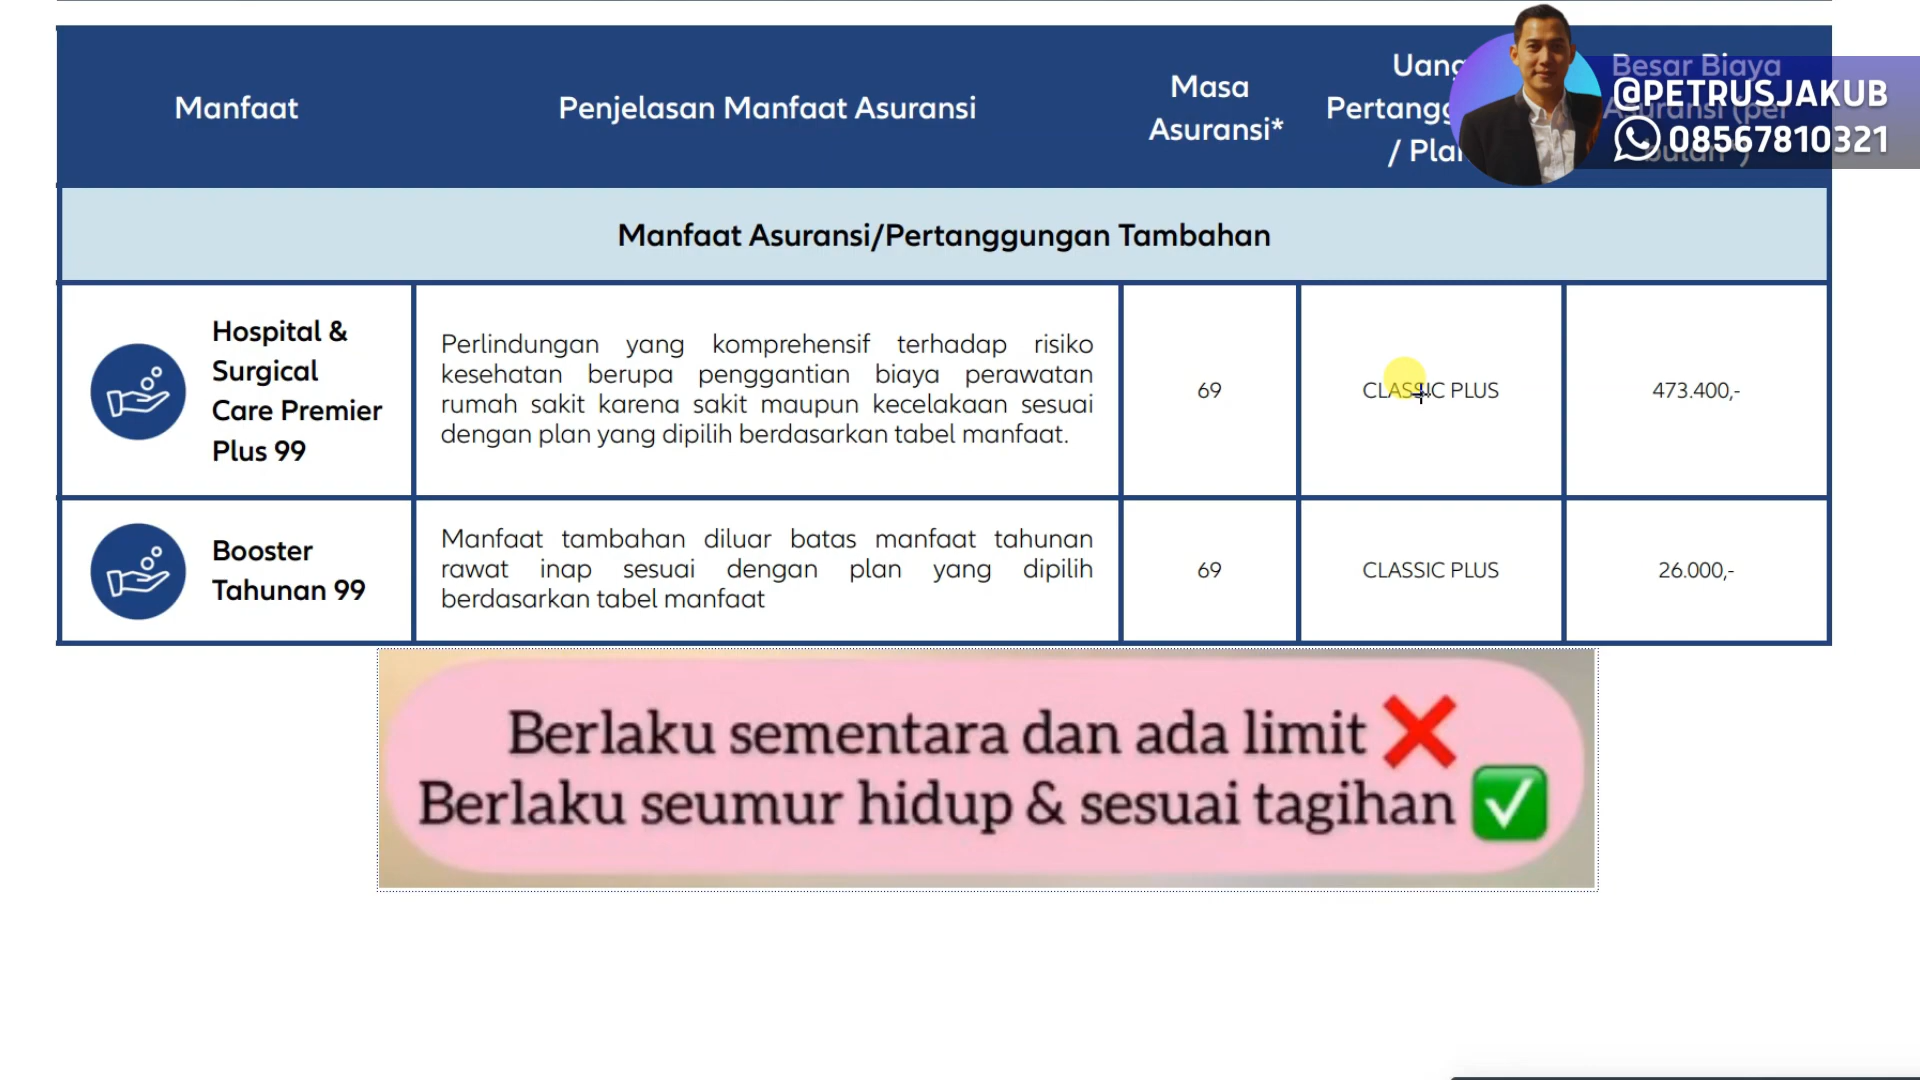 Manfaat
Penjelasan Manfaat Asuransi
Masa
Asuransi*
Uang
/
Besar Biaya
Asuransi (per
bulan*)
@PETRUSJAKUB
08567810321
Manfaat Asuransi/Pertanggungan Tambahan
Hospital &
Surgical
Care Premier
Plus 99
Perlindungan yang komprehensif terhadap risiko
kesehatan berupa penggantian biaya perawatan
rumah sakit karena sakit maupun kecelakaan sesuai
dengan plan yang dipilih berdasarkan tabel manfaat.
69
CLASSIC PLUS
473.400,-
Booster
Tahunan 99
Manfaat tambahan diluar batas manfaat tahunan
rawat inap sesuai dengan plan yang dipilih
berdasarkan tabel manfaat
69
CLASSIC PLUS
26.000,-
Berlaku sementara dan ada limit ❌
Berlaku seumur hidup & sesuai tagihan ✅